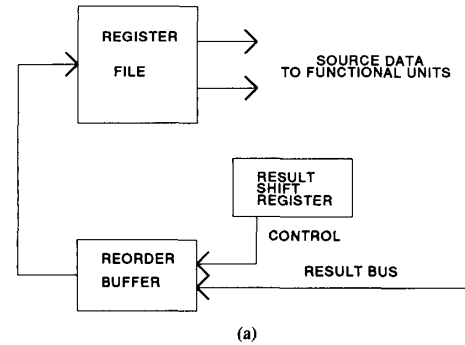 REGISTER
FILE
SOURCE DATA
TO FUNCTIONAL UNITS
RESULT
SHIFT
REGISTER
CONTROL
REORDER
BUFFER
RESULT BUS
(a)